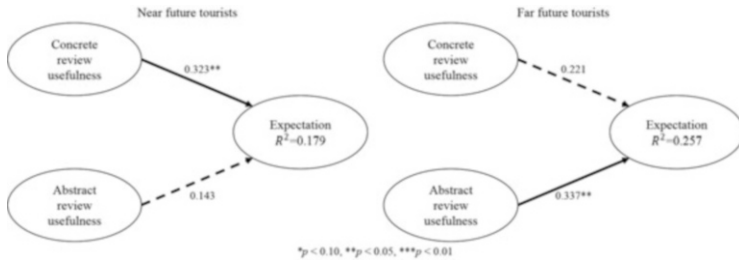 Near future tourists
Far future tourists
Concrete
review
usefulness
0.323**
Expectation
R²=0.179
Abstract
review
usefulness
0.143
Concrete
review
usefulness
0.221
Expectation
R²=0.257
Abstract
review
usefulness
0.337**
*p < 0.10, **p < 0.05, ***p < 0.01